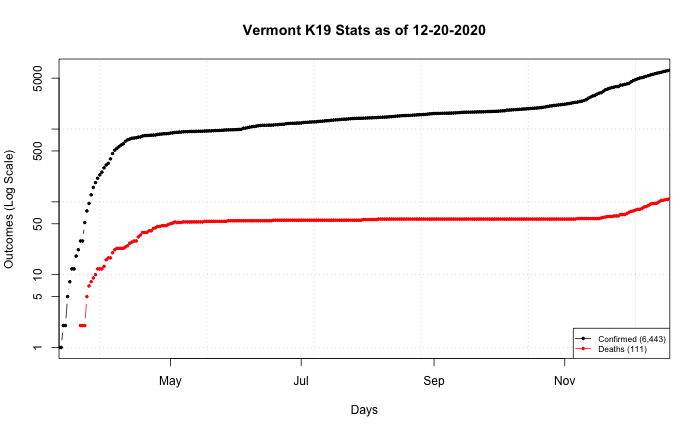 Vermont K19 Stats as of 12-20-2020
Outcomes (Log Scale)
5000
500
50
10
5
1
May
Jul
Sep
Nov
Days
Confirmed (6,443)
Deaths (111)